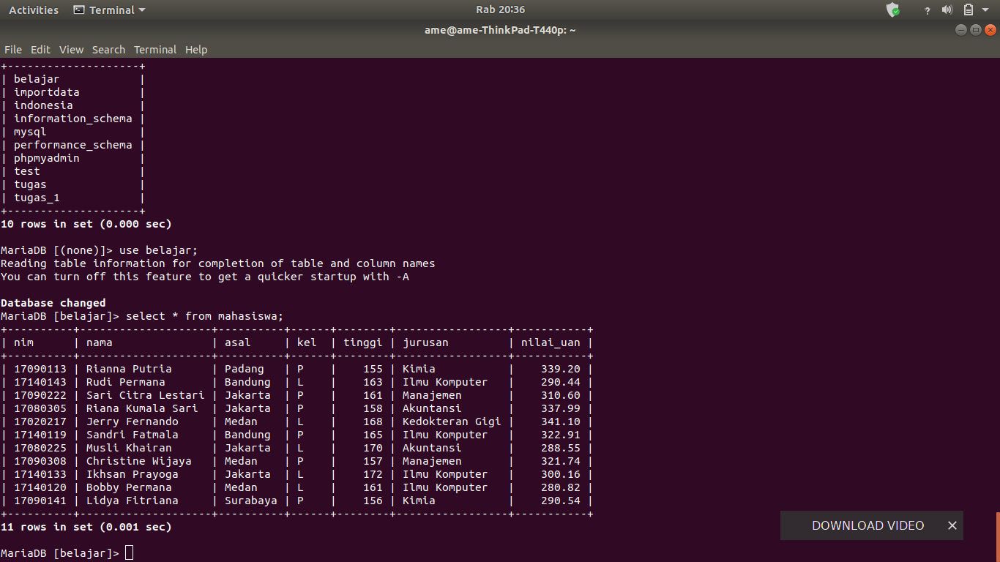 Activities Terminal Rab 20:36 ?
ame@ame-ThinkPad-T440p: ~
File Edit View Search Terminal Help
+--------------------+
| belajar            |
| importdata         |
| indonesia          |
| information_schema |
| mysql              |
| performance_schema |
| phpmyadmin         |
| test               |
| tugas              |
| tugas_1            |
+--------------------+
10 rows in set (0.000 sec)
MariaDB [(none)]> use belajar;
Reading table information for completion of table and column names
You can turn off this feature to get a quicker startup with -A
Database changed
MariaDB [belajar]> select * from mahasiswa;
+----------+--------------------+----------+------+--------+-----------------+-----------+
| nim      | nama               | asal     | kel  | tinggi | jurusan         | nilai_uan |
+----------+--------------------+----------+------+--------+-----------------+-----------+
| 17090113 | Rianna Putria      | Padang   | P    |    155 | Kimia           |    339.20 |
| 17140143 | Rudi Permana       | Bandung  | L    |    163 | Ilmu Komputer   |    290.44 |
| 17090222 | Sari Citra Lestari | Jakarta  | P    |    161 | Manajemen       |    310.60 |
| 17080305 | Riana Kumala Sari  | Jakarta  | P    |    158 | Akuntansi       |    337.99 |
| 17020217 | Jerry Fernando     | Medan    | L    |    168 | Kedokteran Gigi |    341.10 |
| 17140119 | Sandri Fatmala     | Bandung  | P    |    165 | Ilmu Komputer   |    322.91 |
| 17080225 | Musli Khairan      | Jakarta  | L    |    170 | Akuntansi       |    288.55 |
| 17090308 | Christine Wijaya   | Medan    | P    |    157 | Manajemen       |    321.74 |
| 17140133 | Ikhsan Prayoga     | Jakarta  | L    |    172 | Ilmu Komputer   |    300.16 |
| 17140120 | Bobby Permana      | Medan    | L    |    161 | Ilmu Komputer   |    280.82 |
| 17090141 | Lidya Fitriana     | Surabaya | P    |    156 | Kimia           |    290.54 |
+----------+--------------------+----------+------+--------+-----------------+-----------+
11 rows in set (0.001 sec)
DOWNLOAD VIDEO ×
MariaDB [belajar]>